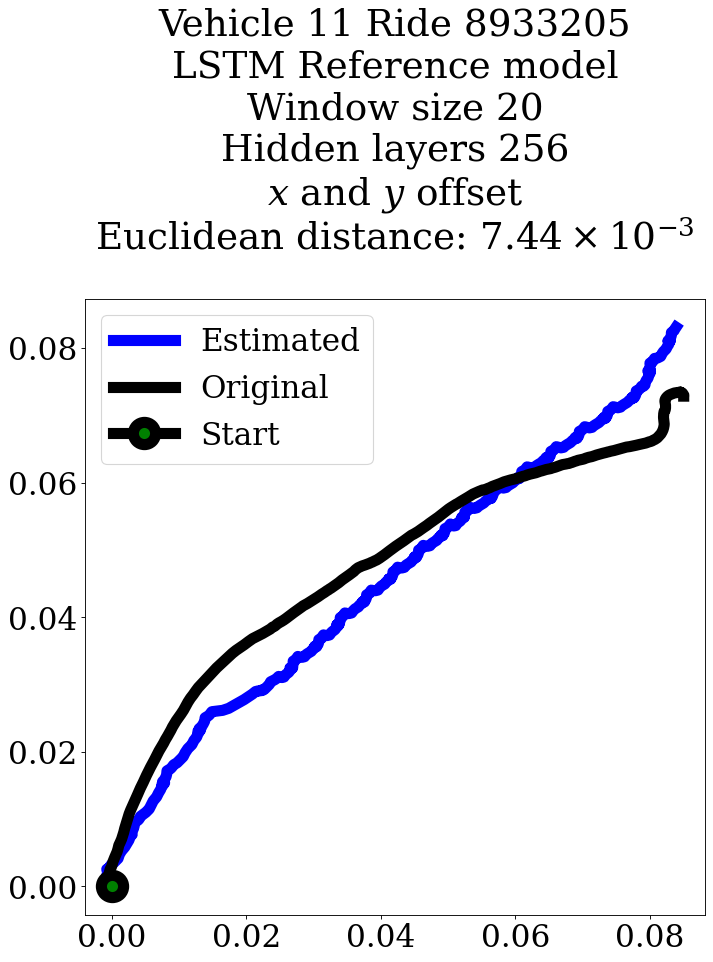 Vehicle 11 Ride 8933205
LSTM Reference model
Window size 20
Hidden layers 256
x and y offset
Euclidean distance: 7.44 × 10⁻³
Estimated
Original
Start
0.08
0.06
0.04
0.02
0.00
0.00 0.02 0.04 0.06 0.08